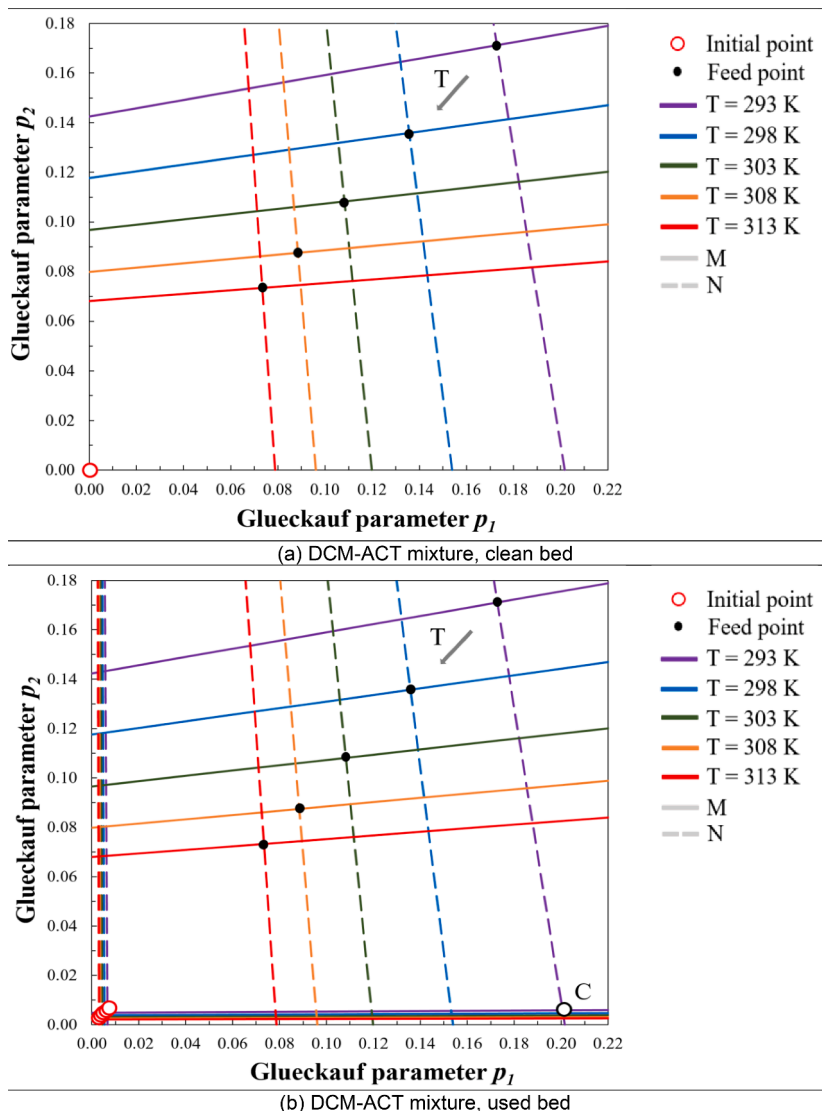 0.18
0.16
0.14
0.12
0.10
0.08
0.06
0.04
0.02
0.00
Glueckauf parameter p2
T
0.00 0.02 0.04 0.06 0.08 0.10 0.12 0.14 0.16 0.18 0.20 0.22
Glueckauf parameter p1
Initial point
Feed point
T = 293 K
T = 298 K
T = 303 K
T = 308 K
T = 313 K
M
N
(a) DCM-ACT mixture, clean bed
0.18
0.16
0.14
0.12
0.10
0.08
0.06
0.04
0.02
0.00
Glueckauf parameter p2
T
C
0.00 0.02 0.04 0.06 0.08 0.10 0.12 0.14 0.16 0.18 0.20 0.22
Glueckauf parameter p1
Initial point
Feed point
T = 293 K
T = 298 K
T = 303 K
T = 308 K
T = 313 K
M
N
(b) DCM-ACT mixture, used bed